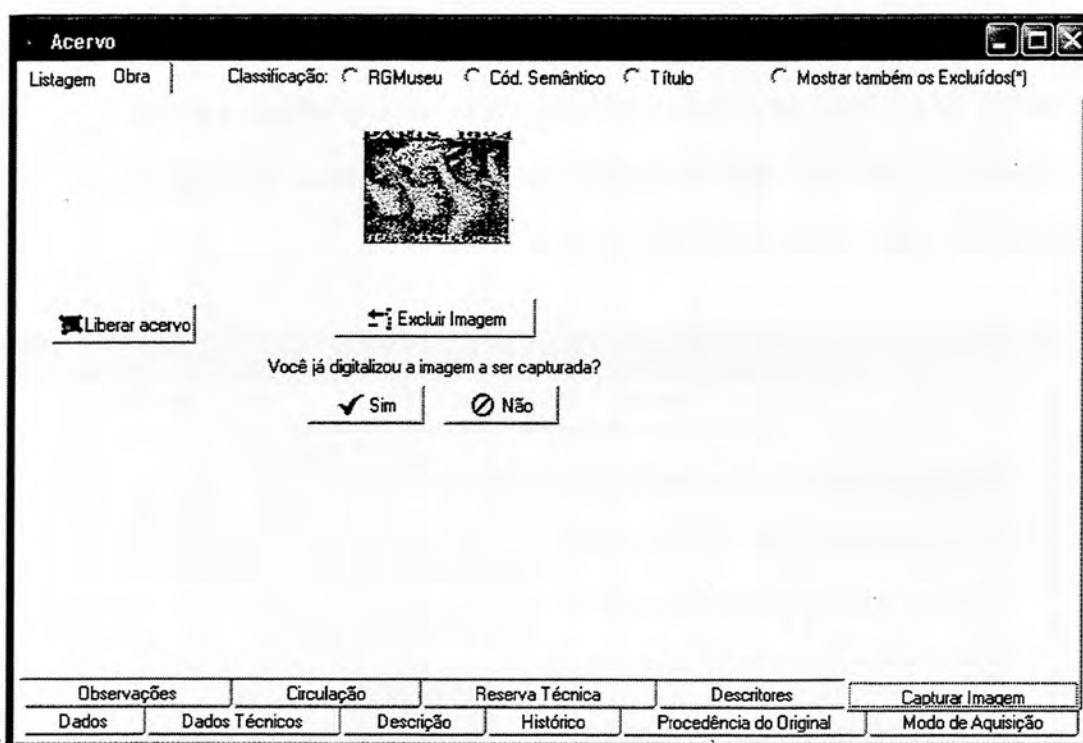 Acervo
Listagem Obra Classificação: RGMuseu Cód. Semântico Título Mostrar também os Excluídos(*)
Liberar acervo
Excluir Imagem
Você já digitalizou a imagem a ser capturada?
Sim Não
Observações Circulação Reserva Técnica Descritores Capturar Imagem
Dados Dados Técnicos Descrição Histórico Procedência do Original Modo de Aquisição